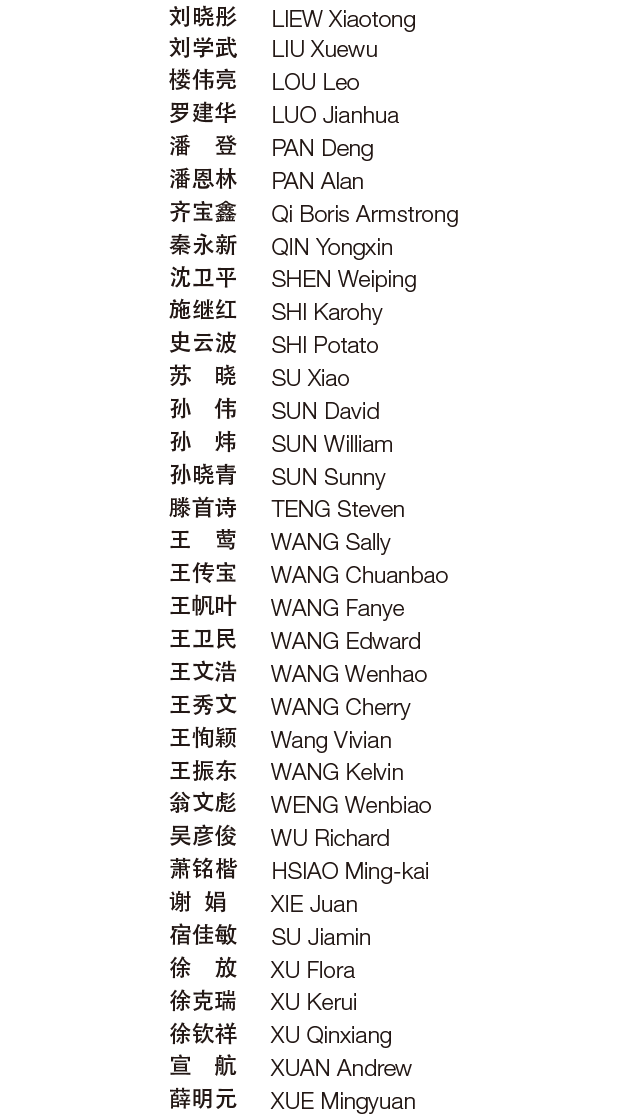 刘晓彤 LIEW Xiaotong
刘学武 LIU Xuewu
楼伟亮 LOU Leo
罗建华 LUO Jianhua
潘 登 PAN Deng
潘恩林 PAN Alan
齐宝鑫 Qi Boris Armstrong
秦永新 QIN Yongxin
沈卫平 SHEN Weiping
施继红 SHI Karohy
史云波 SHI Potato
苏 晓 SU Xiao
孙 伟 SUN David
孙 炜 SUN William
孙晓青 SUN Sunny
滕首诗 TENG Steven
王 莺 WANG Sally
王传宝 WANG Chuanbao
王帆叶 WANG Fanye
王卫民 WANG Edward
王文浩 WANG Wenhao
王秀文 WANG Cherry
王恂颖 Wang Vivian
王振东 WANG Kelvin
翁文彪 WENG Wenbiao
吴彦俊 WU Richard
萧铭楷 HSIAO Ming-kai
谢 娟 XIE Juan
宿佳敏 SU Jiamin
徐 放 XU Flora
徐克瑞 XU Kerui
徐钦祥 XU Qinxiang
宣 航 XUAN Andrew
薛明元 XUE Mingyuan